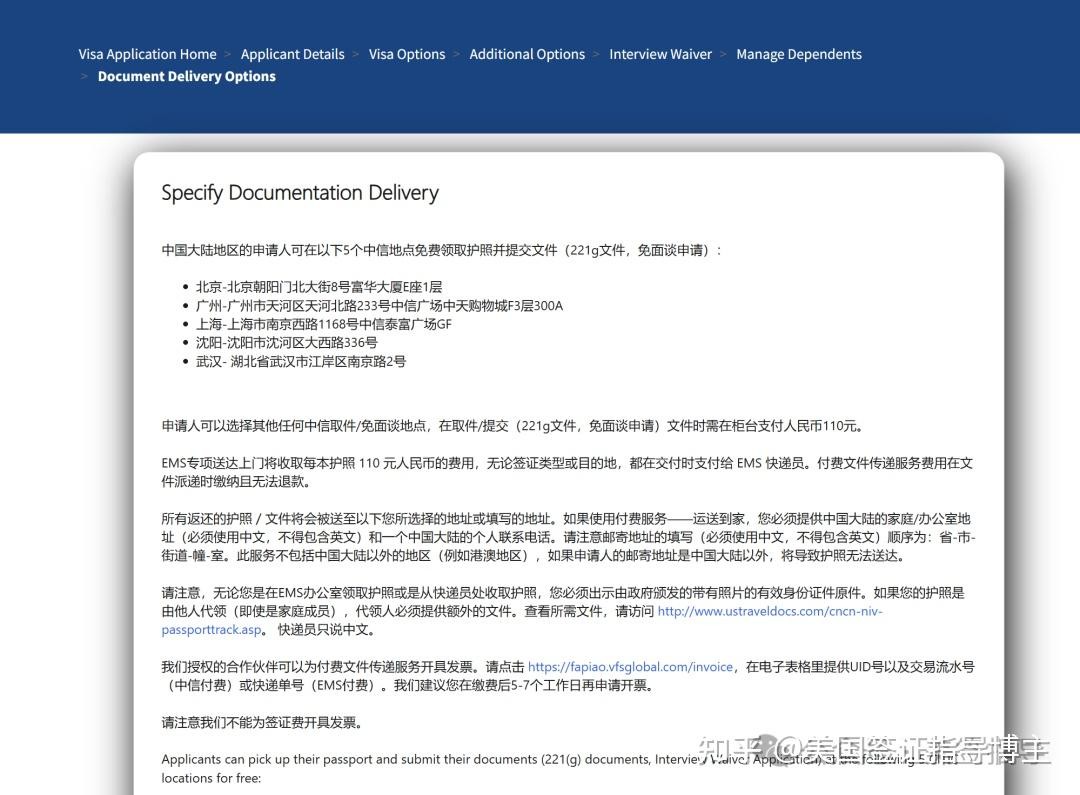 Visa Application Home > Applicant Details > Visa Options > Additional Options > Interview Waiver > Manage Dependents
> Document Delivery Options
Specify Documentation Delivery
中国大陆地区的申请人可在以下5个中信地点免费领取护照并提交文件（221g文件，免面谈申请）：
• 北京-北京朝阳门北大街8号富华大厦E座1层
• 广州-广州市天河区天河北路233号中信广场中天购物城F3层300A
• 上海-上海市南京西路1168号中信泰富广场GF
• 沈阳-沈阳市沈河区大西路336号
• 武汉- 湖北省武汉市江岸区南京路2号
申请人可以选择其他任何中信取件/免面谈地点，在取件/提交（221g文件，免面谈申请）文件时需在柜台支付人民币110元。
EMS专项送达上门将收取每本护照 110 元人民币的费用，无论签证类型或目的地，都在交付时支付给 EMS 快递员。付费文件传递服务费用在文
件派递时缴纳且无法退款。
所有返还的护照 / 文件将会被送至以下您所选择的地址或填写的地址。如果使用付费服务——运送到家，您必须提供中国大陆的家庭/办公室地
址（必须使用中文，不得包含英文）和一个中国大陆的个人联系电话。请注意邮寄地址的填写（必须使用中文，不得包含英文）顺序为：省-市-
街道-幢-室。此服务不包括中国大陆以外的地区（例如港澳地区），如果申请人的邮寄地址是中国大陆以外，将导致护照无法送达。
请注意，无论您是在EMS办公室领取护照或是从快递员处收取护照，您必须出示由政府颁发的带有照片的有效身份证件原件。如果您的护照是
由他人代领（即使是家庭成员），代领人必须提供额外的文件。查看所需文件，请访问 http://www.ustraveldocs.com/cncn-niv-
passporttrack.asp。 快递员只说中文。
我们授权的合作伙伴可以为付费文件传递服务开具发票。请点击 https://fapiao.vfsglobal.com/invoice，在电子表格里提供UID号以及交易流水号
（中信付费）或快递单号（EMS付费）。我们建议您在缴费后5-7个工作日再申请开票。
请注意我们不能为签证费开具发票。
Applicants can pick up their passport and submit their documents (221(g) documents, Interview Waiver Application) at the following 5
locations for free:
知乎 @美国签证指导博主